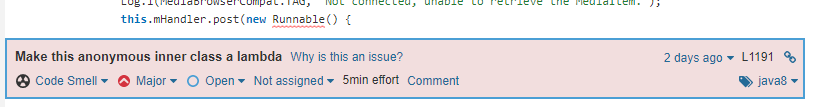 Log.i(MediaBrowserCompat.TAG, "Not connected, unable to retrieve the MediaItem.");
this.mHandler.post(new Runnable() {
Make this anonymous inner class a lambda Why is this an issue? 2 days ago L1191
Code Smell Major Open Not assigned 5min effort Comment java8